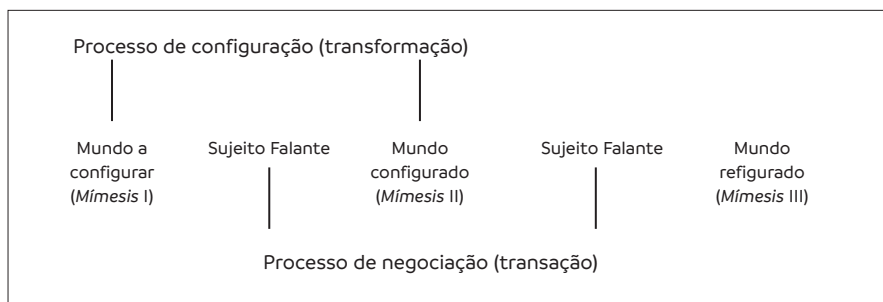 Processo de configuração (transformação)
Mundo a
configurar
(Mímesis I)
Sujeito Falante
Mundo
configurado
(Mímesis II)
Sujeito Falante
Mundo
refigurado
(Mímesis III)
Processo de negociação (transação)